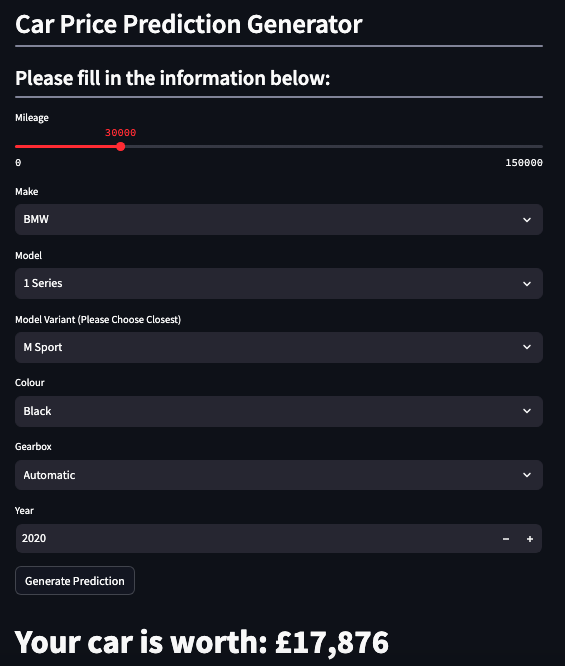 Car Price Prediction Generator
Please fill in the information below:
Mileage
30000
0 150000
Make
BMW
Model
1 Series
Model Variant (Please Choose Closest)
M Sport
Colour
Black
Gearbox
Automatic
Year
2020 − +
Generate Prediction
Your car is worth: £17,876